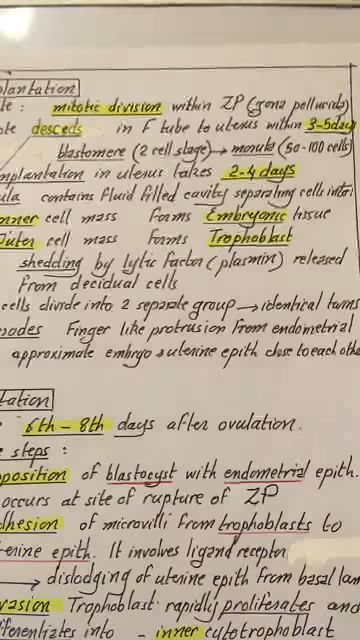 plantation
te : mitotic division within ZP (zona pellucida)
ote desceds in F tube to uterus within 3-5days
blastomere (2 cell stage) → morula (50-100 cells)
mplantation in uterus takes 2-4 days
ula contains Fluid filled cavity separating cells into:
nner cell mass Forms Embryonic tissue
Outer cell mass Forms Trophoblast
shedding by lytic factor (plasmin) released
From decidual cells
cells divide into 2 separate group → identical twins
podes Finger like protrusion From endometrial
approximate embryo & uterine epith close to each othe
tation
6th - 8th days after ovulation.
e steps :
pposition of blastocyst with endometrial epith.
occurs at site of rupture of ZP
dhesion of microvilli from trophoblasts to
erine epith. It involves ligand receptor
→ dislodging of uterine epith From basal lam
vasion Trophoblast rapidly proliferates and
fferentiates into - inner cytotrophoblast